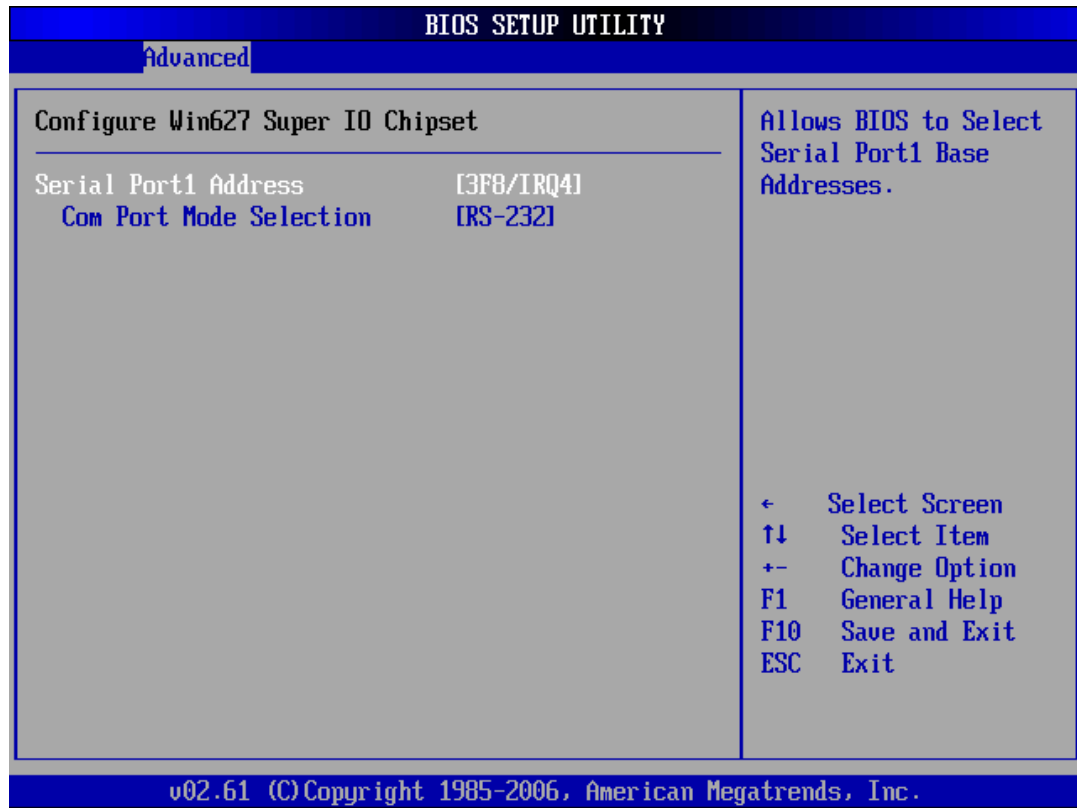 BIOS SETUP UTILITY
Advanced
Configure Win627 Super IO Chipset
Serial Port1 Address [3F8/IRQ4]
Com Port Mode Selection [RS-232]
Allows BIOS to Select
Serial Port1 Base
Addresses.
← Select Screen
↑↓ Select Item
+- Change Option
F1 General Help
F10 Save and Exit
ESC Exit
v02.61 (C)Copyright 1985-2006, American Megatrends, Inc.